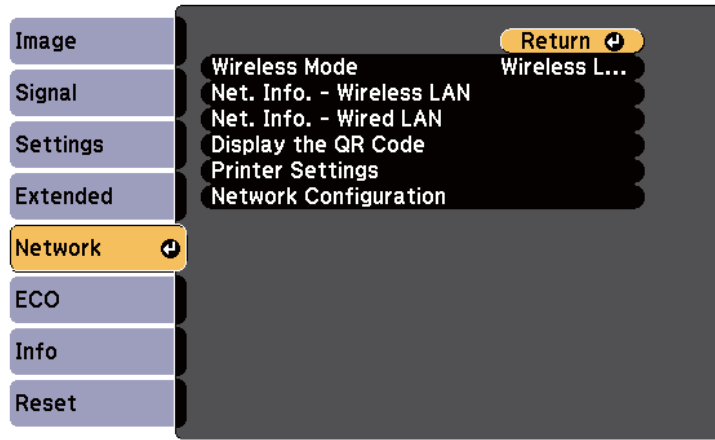 Image
Signal
Settings
Extended
Network
ECO
Info
Reset
Return
Wireless Mode Wireless L...
Net. Info. - Wireless LAN
Net. Info. - Wired LAN
Display the QR Code
Printer Settings
Network Configuration